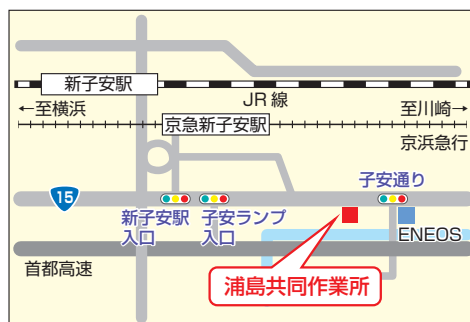 新子安駅
JR線
←至横浜
至川崎→
京急新子安駅
京浜急行
子安通り
15
新子安駅
入口
子安ランプ
入口
ENEOS
首都高速
浦島共同作業所